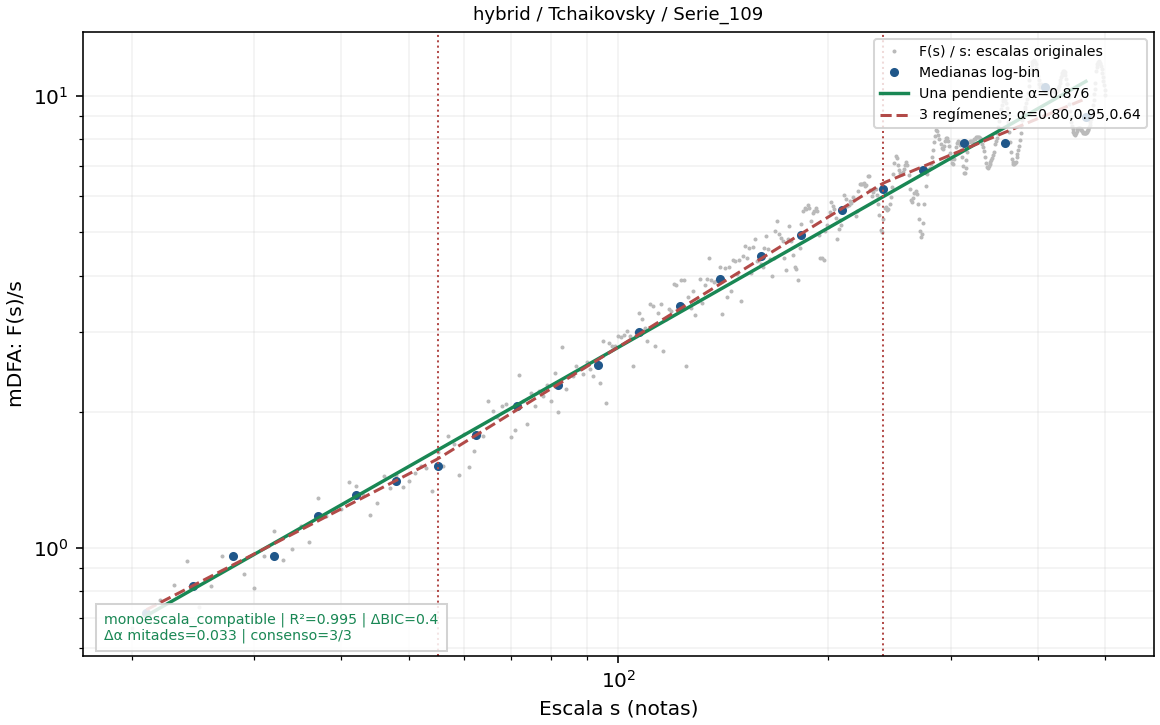 hybrid / Tchaikovsky / Serie_109
F(s) / s: escalas originales
Medianas log-bin
Una pendiente α=0.876
3 regímenes; α=0.80,0.95,0.64
10¹
10⁰
mDFA: F(s)/s
monoescala_compatible | R²=0.995 | ΔBIC=0.4
Δα mitades=0.033 | consenso=3/3
10²
Escala s (notas)